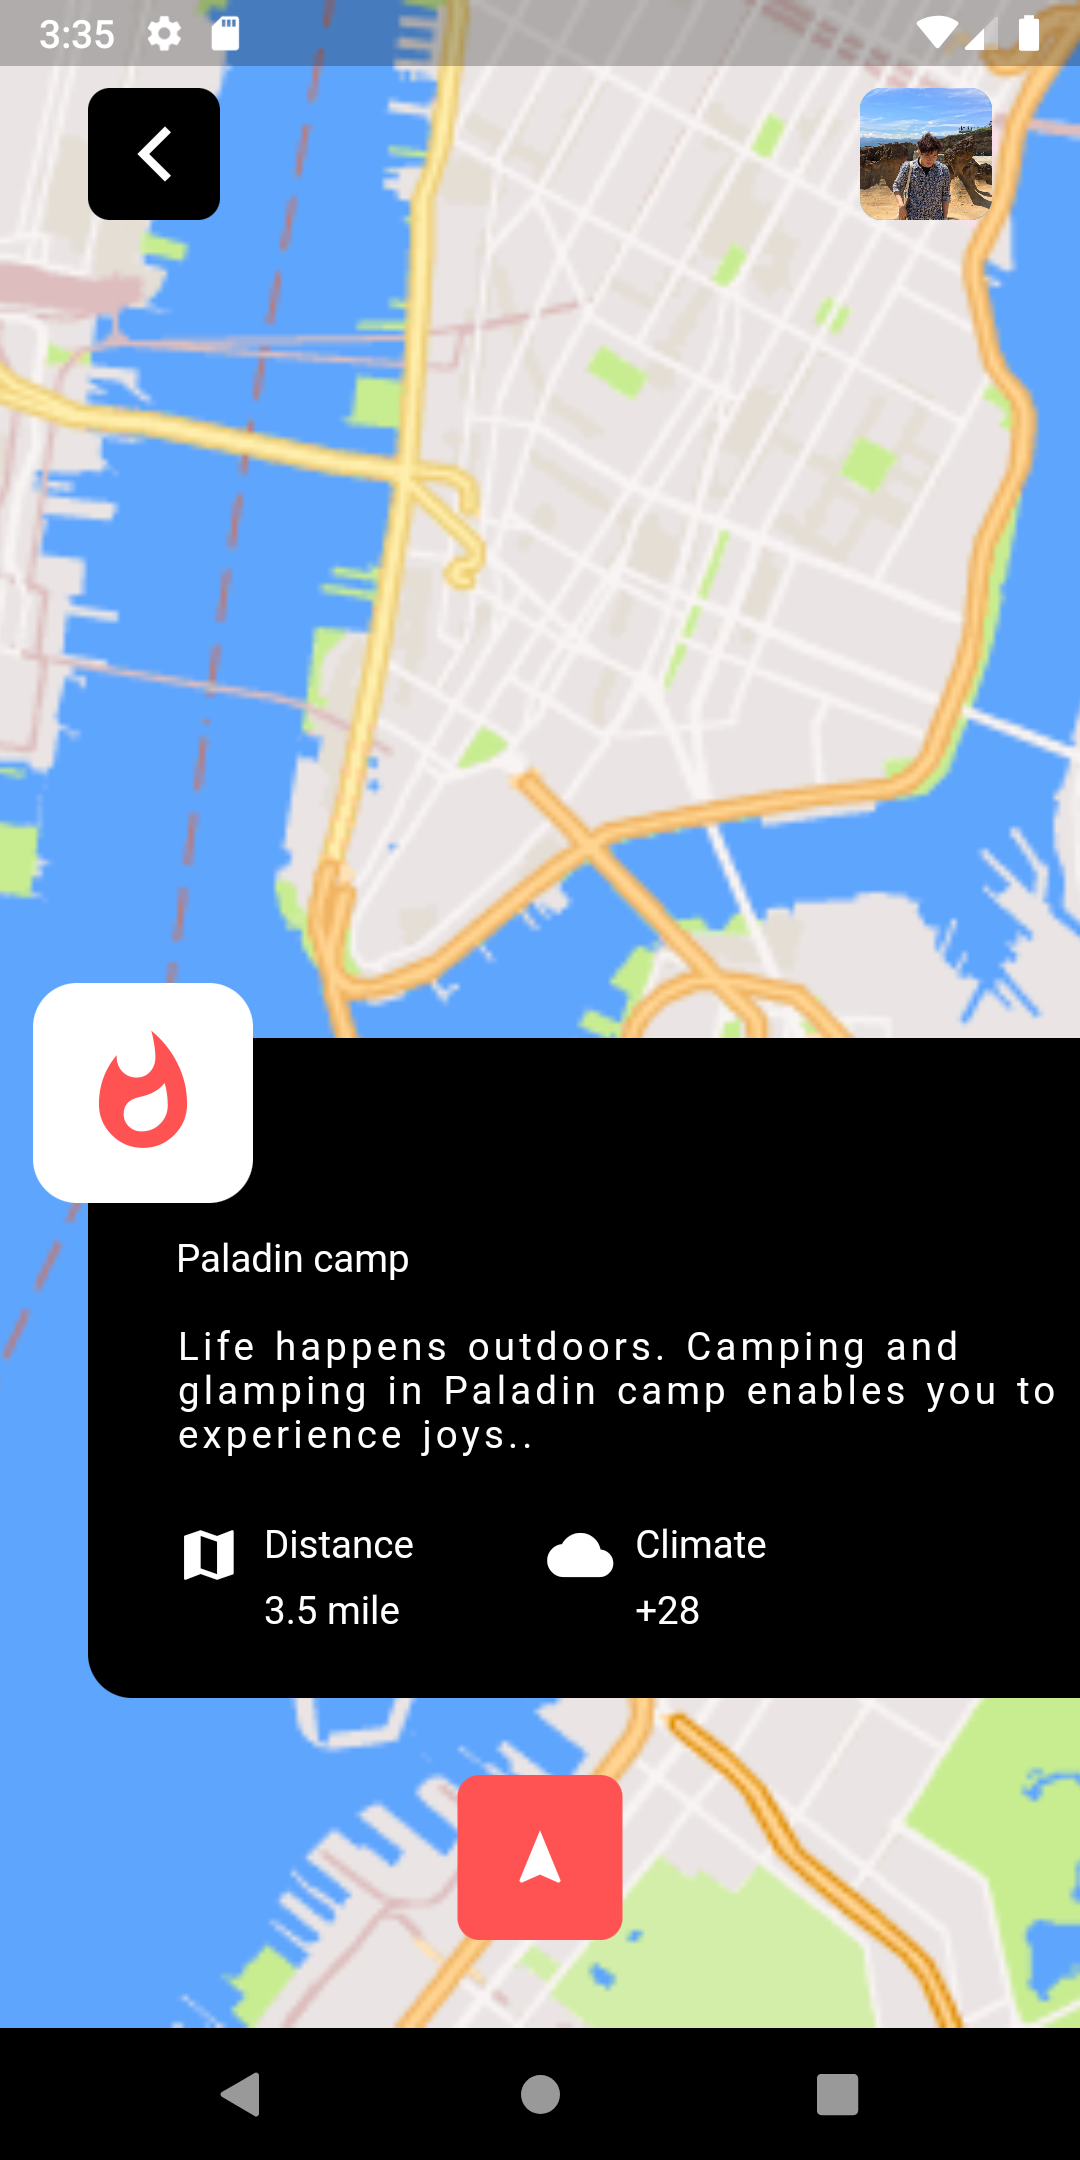 3:35
Paladin camp
Life happens outdoors. Camping and
glamping in Paladin camp enables you to
experience joys..
Distance
3.5 mile
Climate
+28